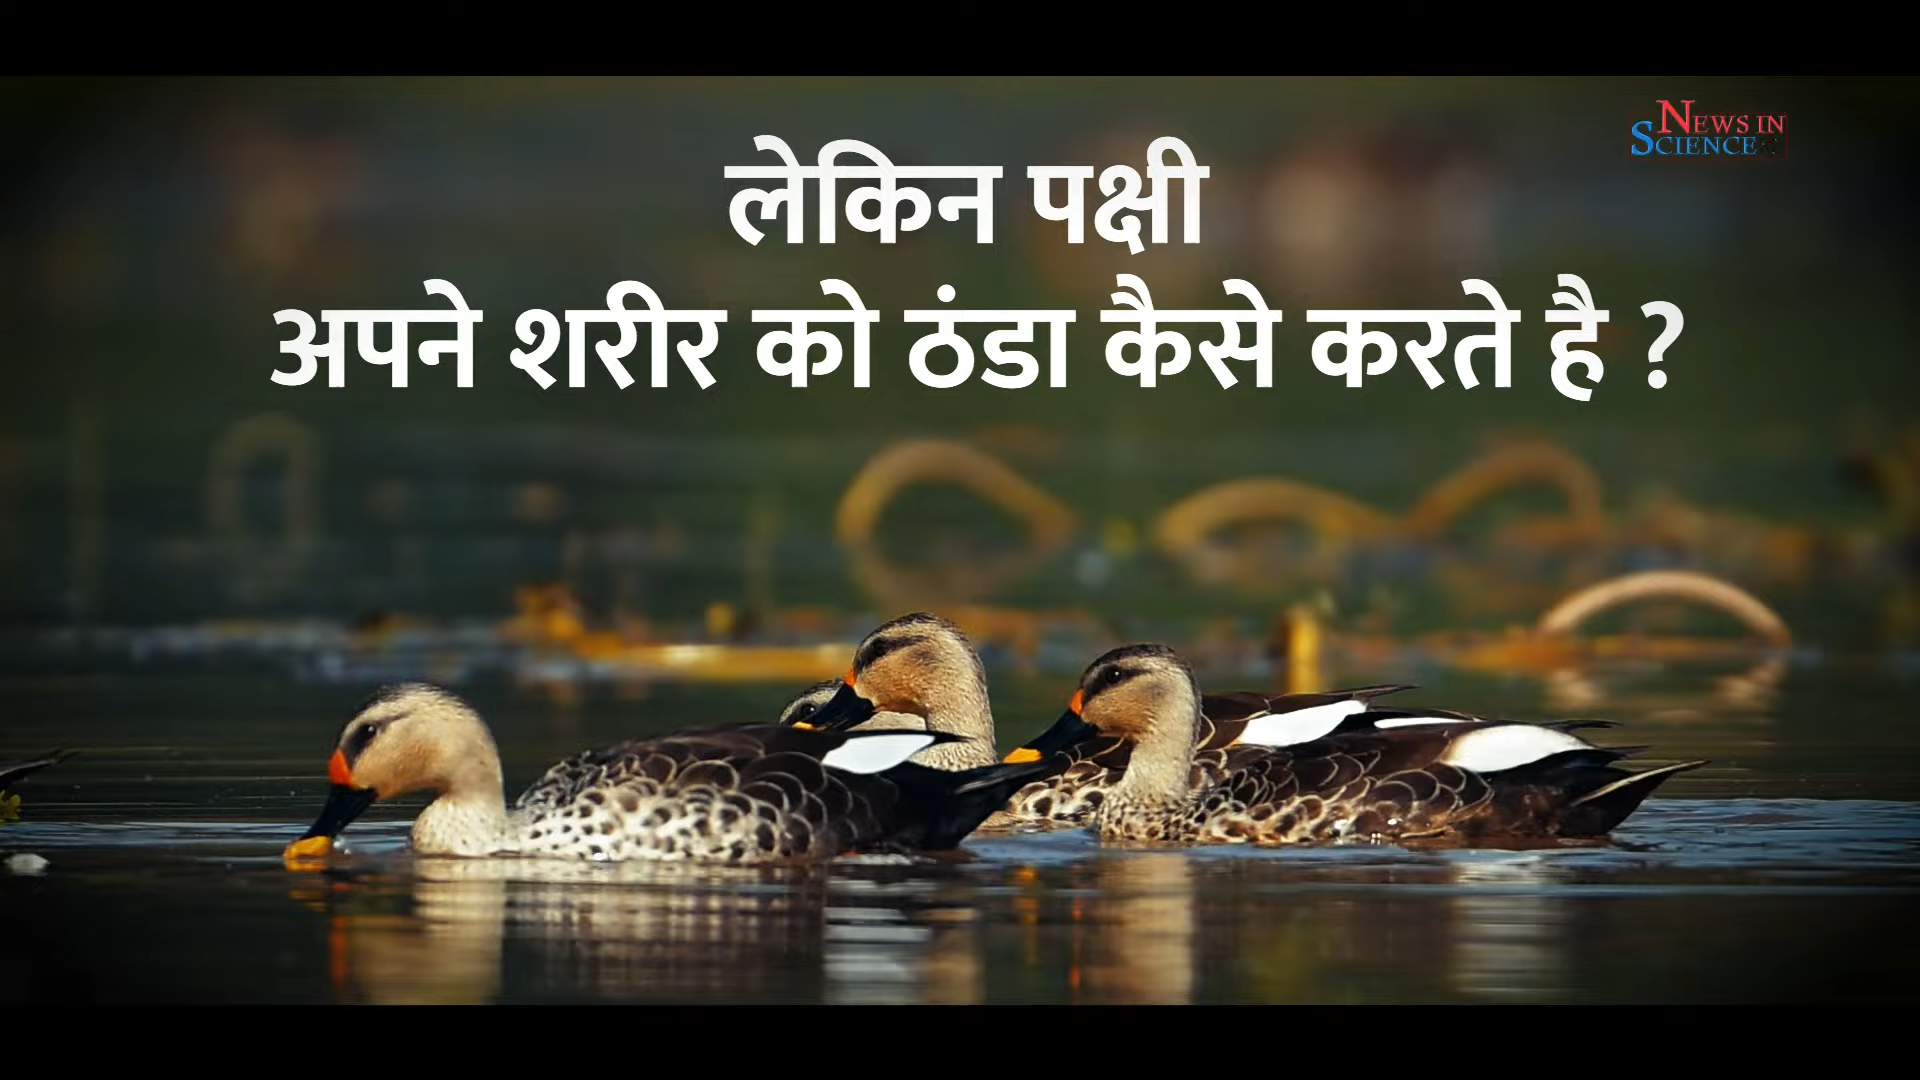 NEWS IN
SCIENCE
लेकिन पक्षी
अपने शरीर को ठंडा कैसे करते है ?